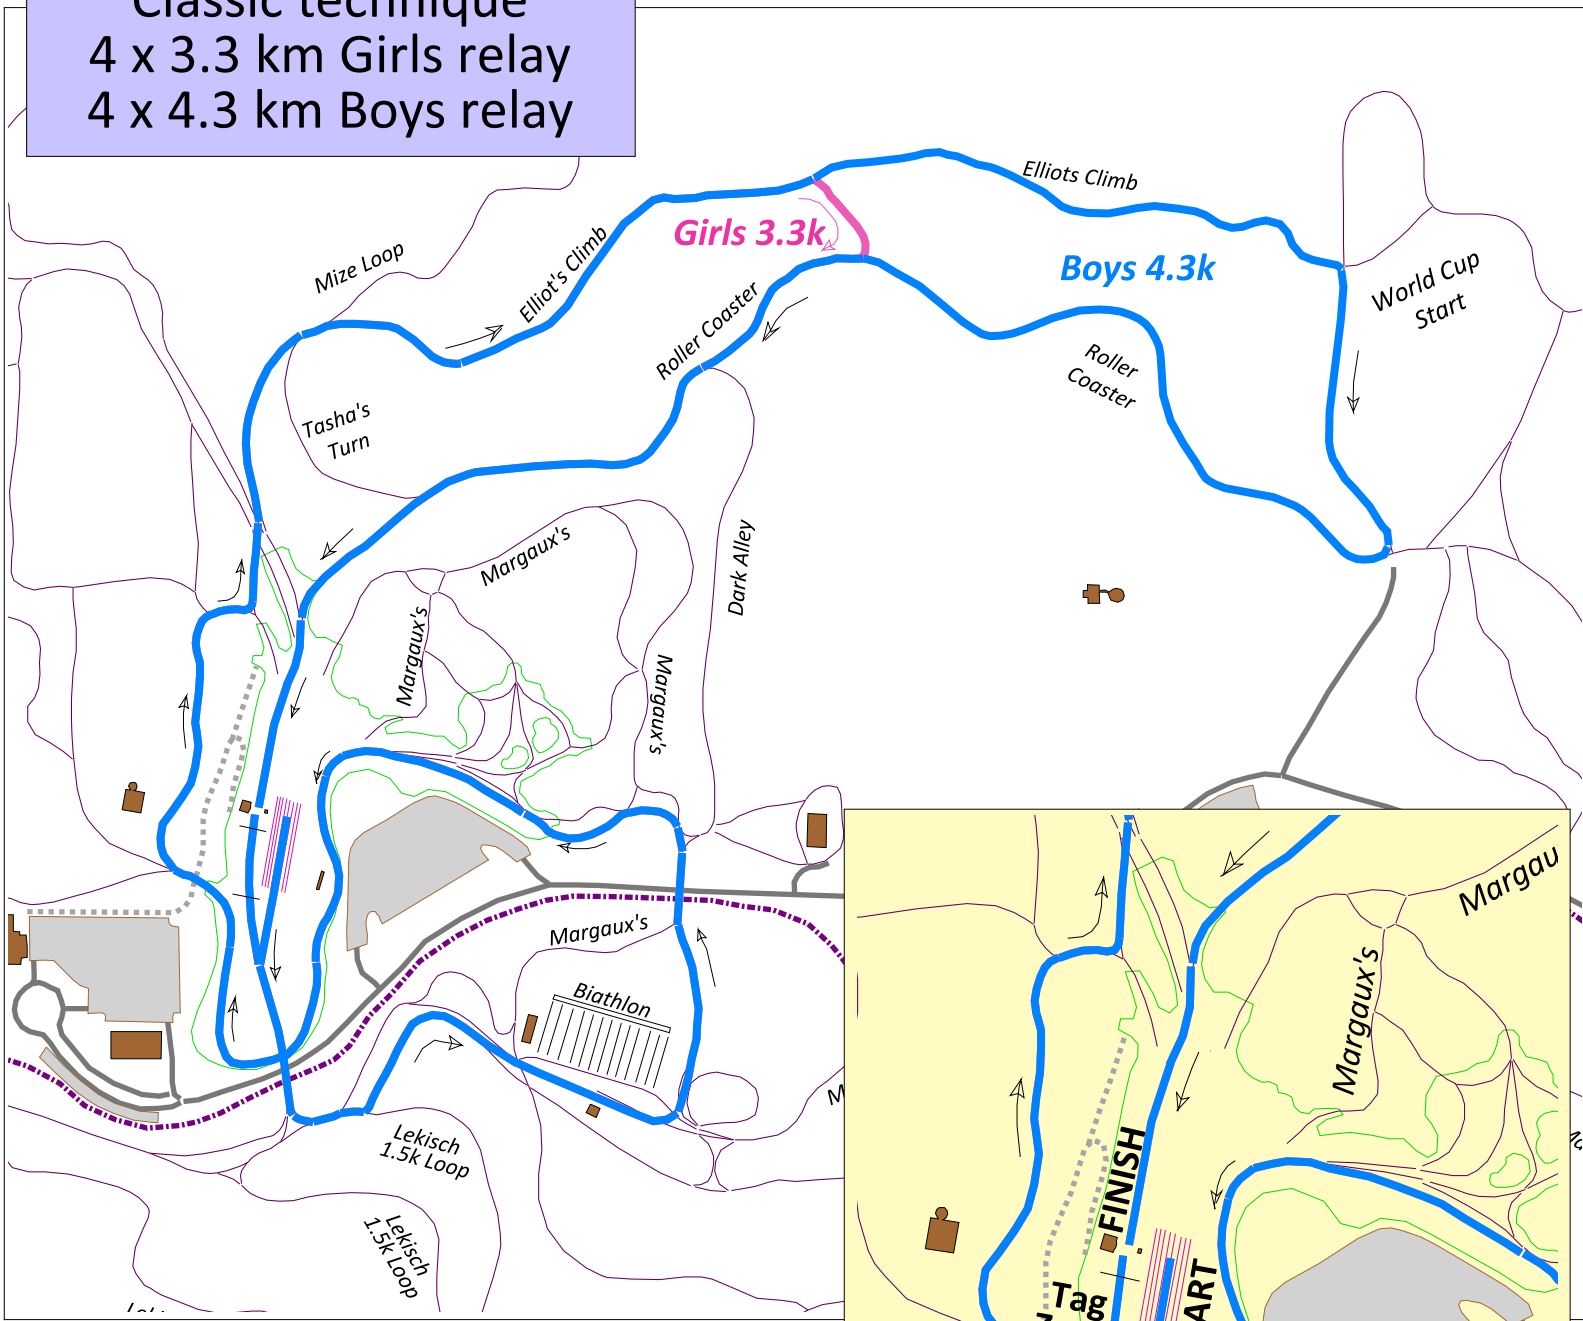 Classic technique
4 x 3.3 km Girls relay
4 x 4.3 km Boys relay
Elliots Climb
Girls 3.3k
Boys 4.3k
Mize Loop
Elliot's Climb
World Cup
Start
Roller Coaster
Roller
Coaster
Tasha's
Turn
Margaux's
Dark Alley
Margaux's
Margaux's
Margaux's
Biathlon
Lekisch
1.5k Loop
Lekisch
1.5k Loop
Margau
Margaux's
FINISH
Tag
ART